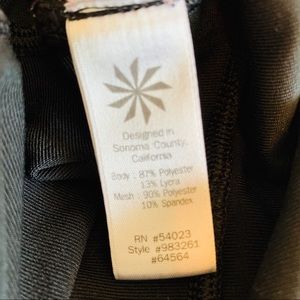 Designed in
Sonoma County,
California
Body : 87% Polyester
13% Lycra
Mesh : 90% Polyester
10% Spandex
RN #54023
Style #983261
#64564